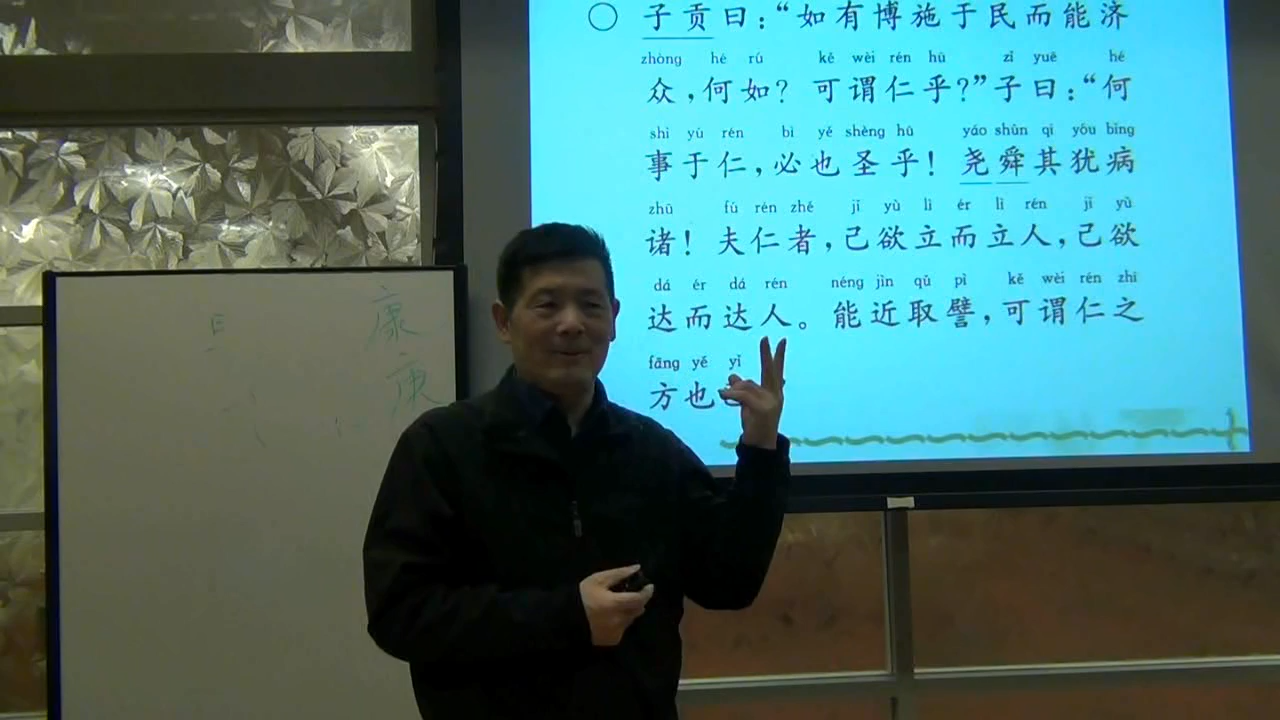 ○ 子贡曰：“如有博施于民而能济
zhòng hé rú kě wèi rén hū zǐ yuē hé
众，何如？可谓仁乎？”子曰：“何
shì yú rén bì yě shèng hū yáo shùn qí yóu bìng
事于仁，必也圣乎！尧舜其犹病
zhū fú rén zhé jǐ yù lì ér lì rén jǐ yù
诸！夫仁者，己欲立而立人，己欲
dá ér dá rén néng jìn qǔ pì kě wèi rén zhī
达而达人。能近取譬，可谓仁之
fāng yě yǐ
方也
康
庚